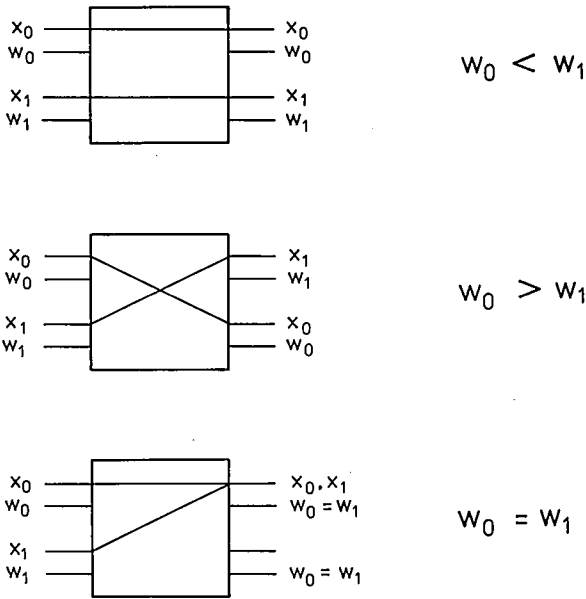 x₀ x₀
w₀ w₀ w₀ < w₁
x₁ x₁
w₁ w₁
x₀ x₁
w₀ w₁ w₀ > w₁
x₁ x₀
w₁ w₀
x₀ x₀.x₁
w₀ w₀ = w₁ w₀ = w₁
x₁
w₁ w₀ = w₁